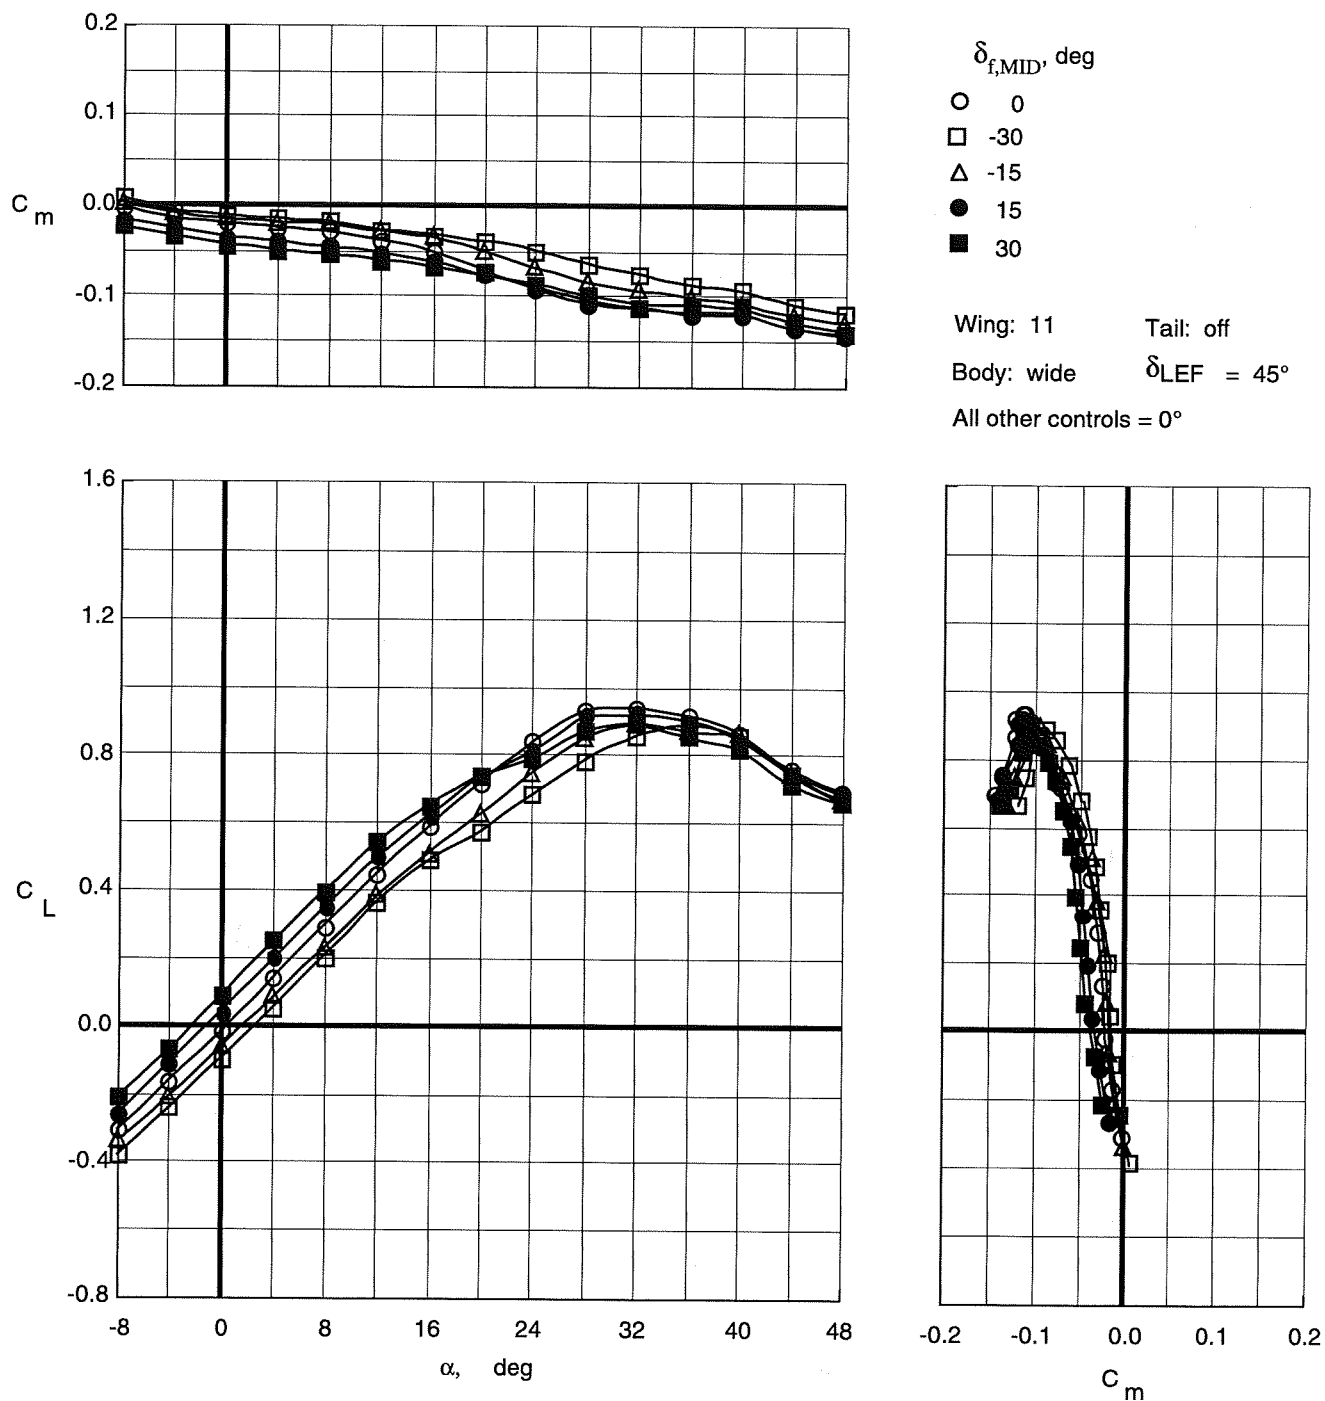 0.2
0.1
0.0
-0.1
-0.2
C m
δf,MID, deg
0
-30
-15
15
30
Wing: 11 Tail: off
Body: wide δLEF = 45°
All other controls = 0°
1.6
1.2
0.8
0.4
0.0
-0.4
-0.8
C L
-8 0 8 16 24 32 40 48
α, deg
-0.2 -0.1 0.0 0.1 0.2
C m